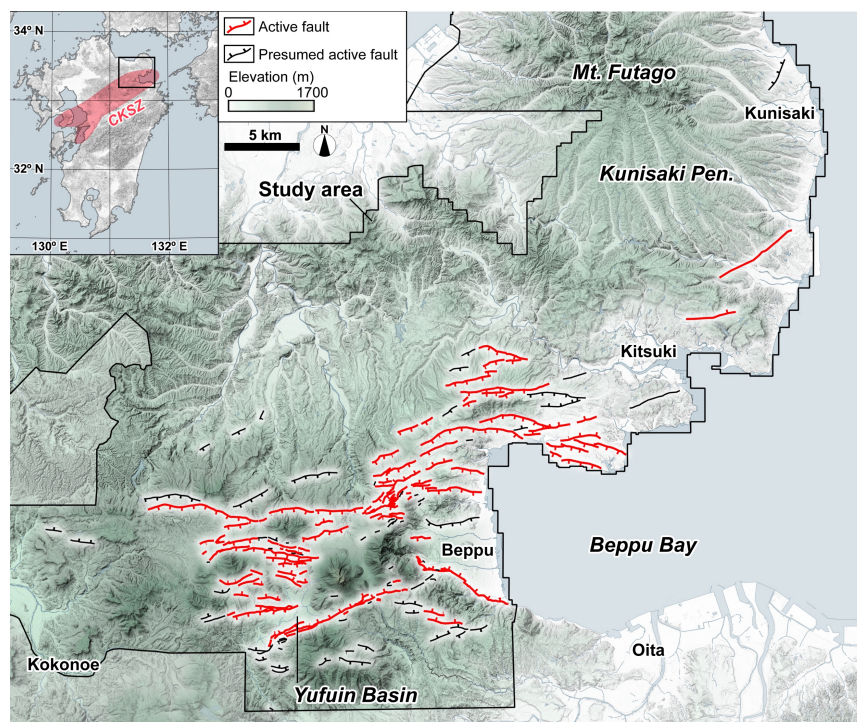 34° N
32° N
130° E
132° E
CKSZ
Active fault
Presumed active fault
Elevation (m)
0
1700
5 km
N
Study area
Mt. Futago
Kunisaki
Kunisaki Pen.
Kitsuki
Beppu
Beppu Bay
Oita
Kokonoe
Yufuin Basin